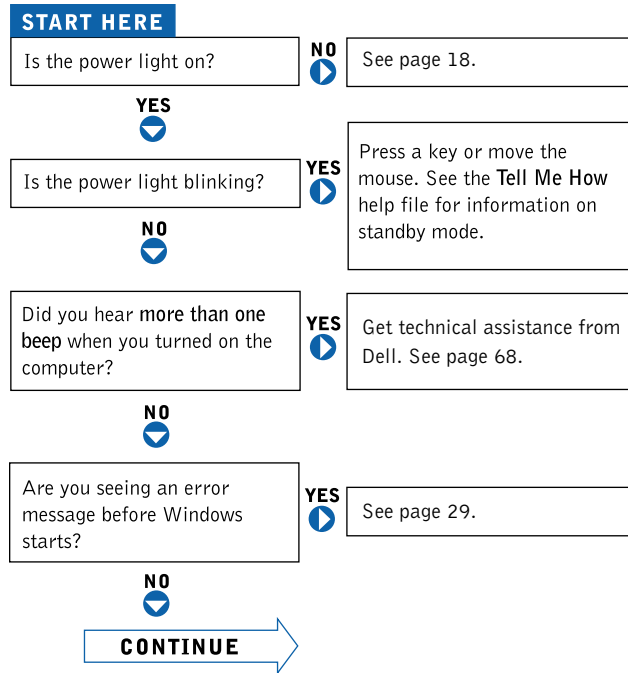 START HERE
Is the power light on?
NO
See page 18.
YES
Is the power light blinking?
YES
Press a key or move the
mouse. See the Tell Me How
help file for information on
standby mode.
NO
Did you hear more than one
beep when you turned on the
computer?
YES
Get technical assistance from
Dell. See page 68.
NO
Are you seeing an error
message before Windows
starts?
YES
See page 29.
NO
CONTINUE